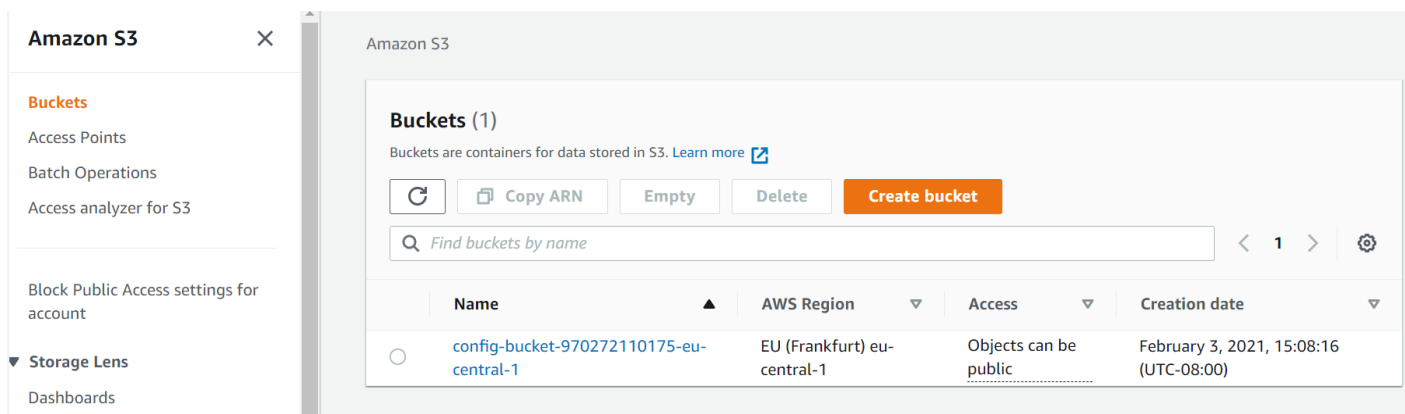 Amazon S3
Buckets
Access Points
Batch Operations
Access analyzer for S3
Block Public Access settings for
account
Storage Lens
Dashboards
Amazon S3
Buckets (1)
Buckets are containers for data stored in S3. Learn more
Copy ARN Empty Delete Create bucket
Find buckets by name 1
Name AWS Region Access Creation date
config-bucket-970272110175-eu- EU (Frankfurt) eu- Objects can be February 3, 2021, 15:08:16
central-1 central-1 public (UTC-08:00)